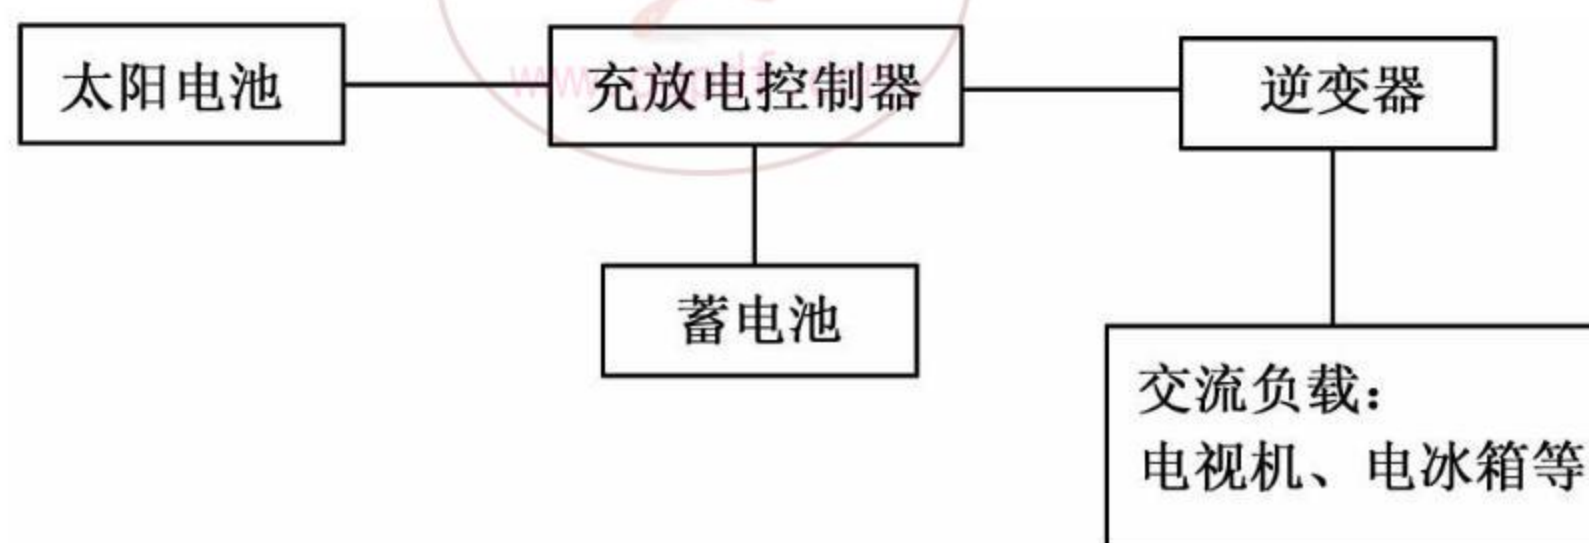 太阳电池
充放电控制器
逆变器
蓄电池
交流负载：
电视机、电冰箱等